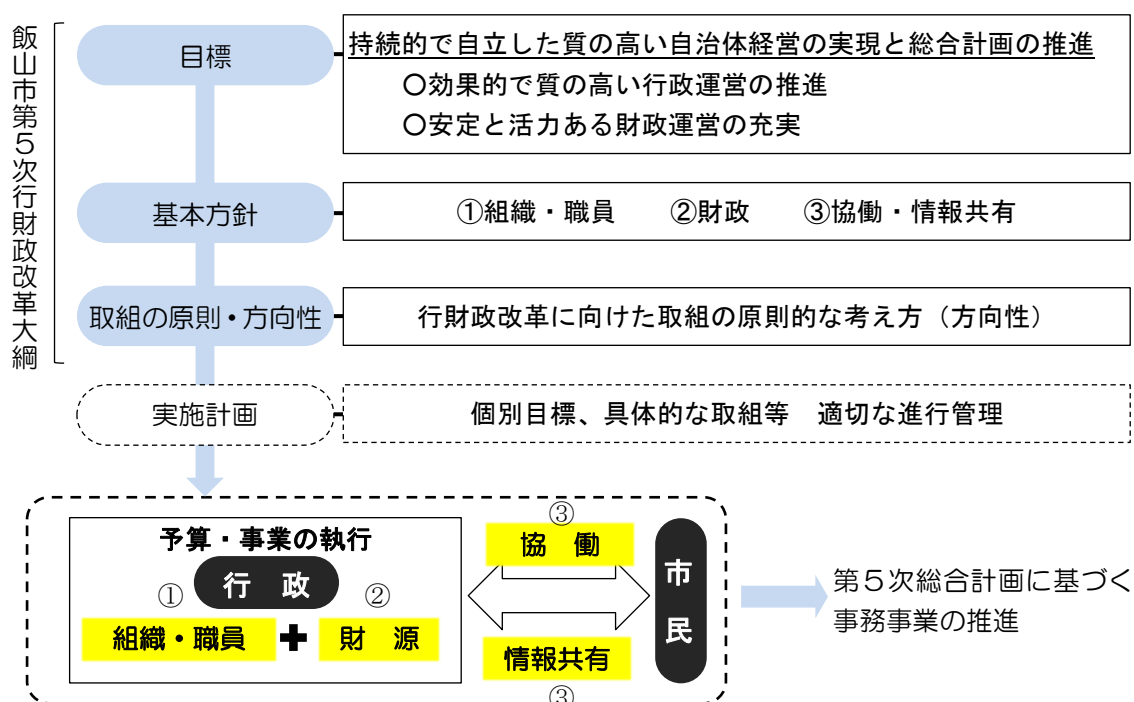 飯山市第５次行財政改革大綱
目標
持続的で自立した質の高い自治体経営の実現と総合計画の推進
〇効果的で質の高い行政運営の推進
〇安定と活力ある財政運営の充実
基本方針
①組織・職員　　②財政　　③協働・情報共有
取組の原則・方向性
行財政改革に向けた取組の原則的な考え方（方向性）
実施計画
個別目標、具体的な取組等　適切な進行管理
予算・事業の執行
行　政
①
②
組織・職員
＋
財　源
③
協　働
情報共有
③
市民
第５次総合計画に基づく
事務事業の推進